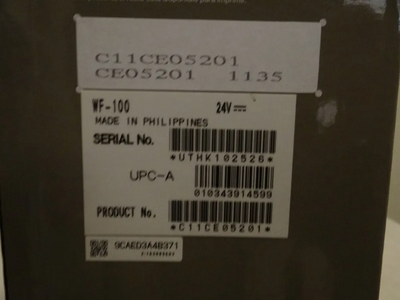 C11CE05201
CE05201 1135
WF-100 24V
MADE IN PHILIPPINES
SERIAL No.
*UTHK102526*
UPC-A
010343914599
PRODUCT No.
*C11CE05201*
9CAED3A4B371